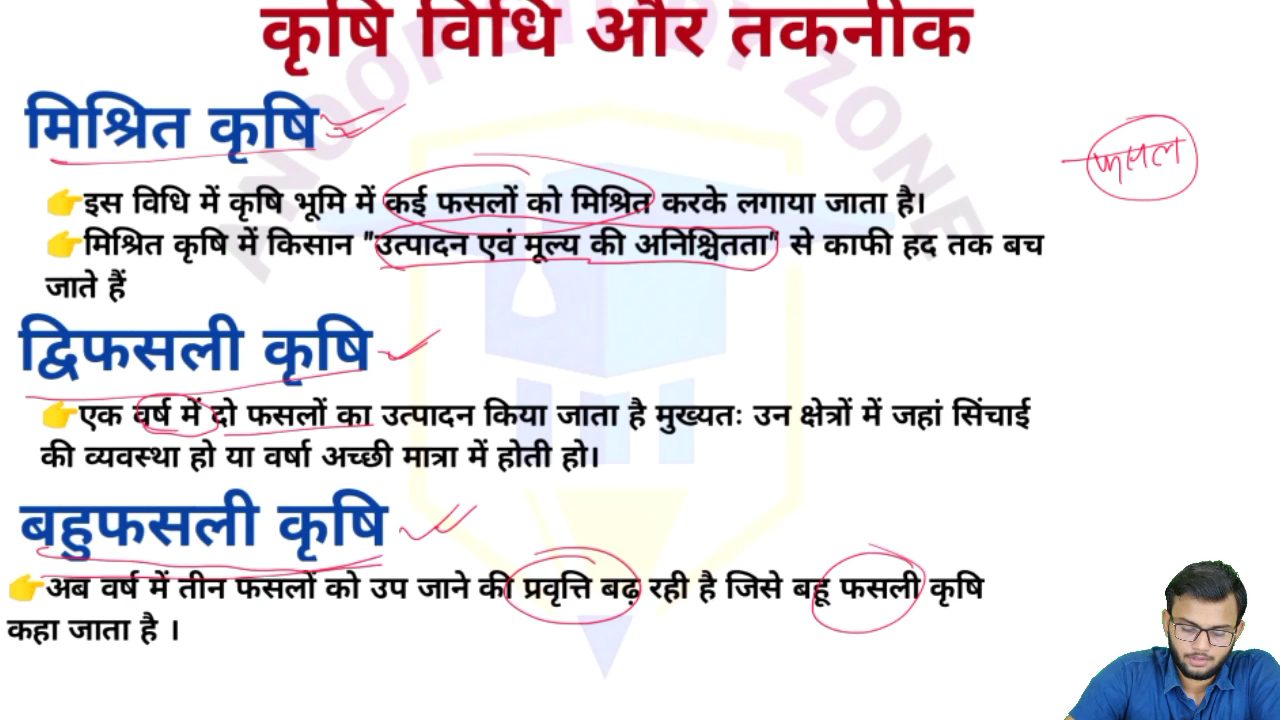 कृषि विधि और तकनीक
मिश्रित कृषि
फसल
👉इस विधि में कृषि भूमि में कई फसलों को मिश्रित करके लगाया जाता है।
👉मिश्रित कृषि में किसान "उत्पादन एवं मूल्य की अनिश्चितता" से काफी हद तक बच
जाते हैं
द्विफसली कृषि
👉एक वर्ष में दो फसलों का उत्पादन किया जाता है मुख्यतः उन क्षेत्रों में जहां सिंचाई
की व्यवस्था हो या वर्षा अच्छी मात्रा में होती हो।
बहुफसली कृषि
👉अब वर्ष में तीन फसलों को उप जाने की प्रवृत्ति बढ़ रही है जिसे बहू फसली कृषि
कहा जाता है ।